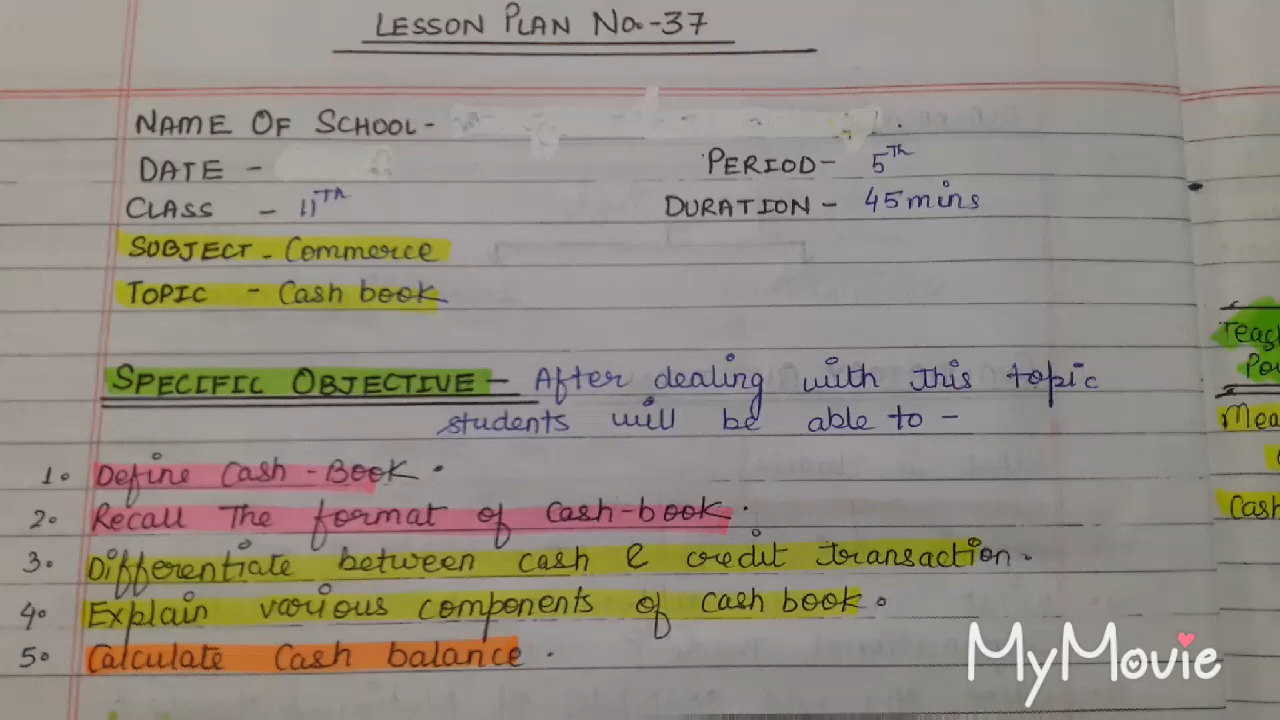 LESSON PLAN No.-37
NAME OF SCHOOL-
DATE -
PERIOD- 5TH
CLASS - 11TH
DURATION - 45 mins
SUBJECT - Commerce
TOPIC - Cash book
SPECIFIC OBJECTIVE - After dealing with this topic
students will be able to -
1. Define Cash-Book.
2. Recall The format of cash-book.
3. Differentiate between cash & credit transaction.
4. Explain various components of cash book.
5. Calculate Cash balance.
Cash
MyMovie